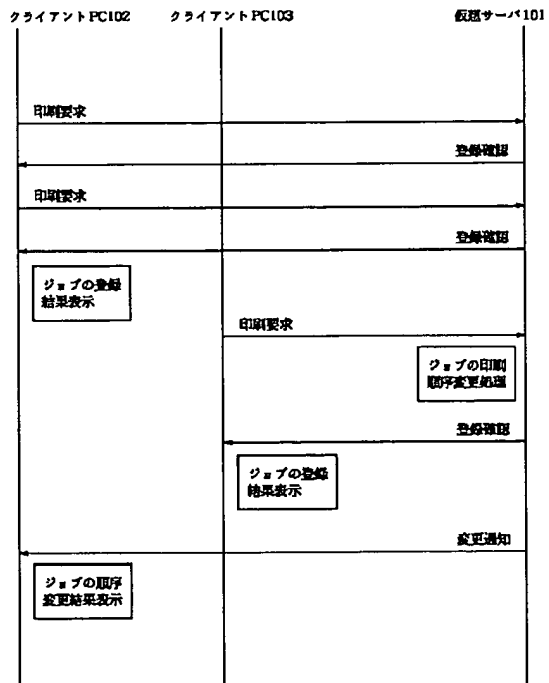 クライアントPC102
クライアントPC103
仮想サーバ101
印刷要求
登録確認
印刷要求
登録確認
ジョブの登録
結果表示
印刷要求
ジョブの印刷
順序変更処理
登録確認
ジョブの登録
結果表示
変更通知
ジョブの順序
変更結果表示